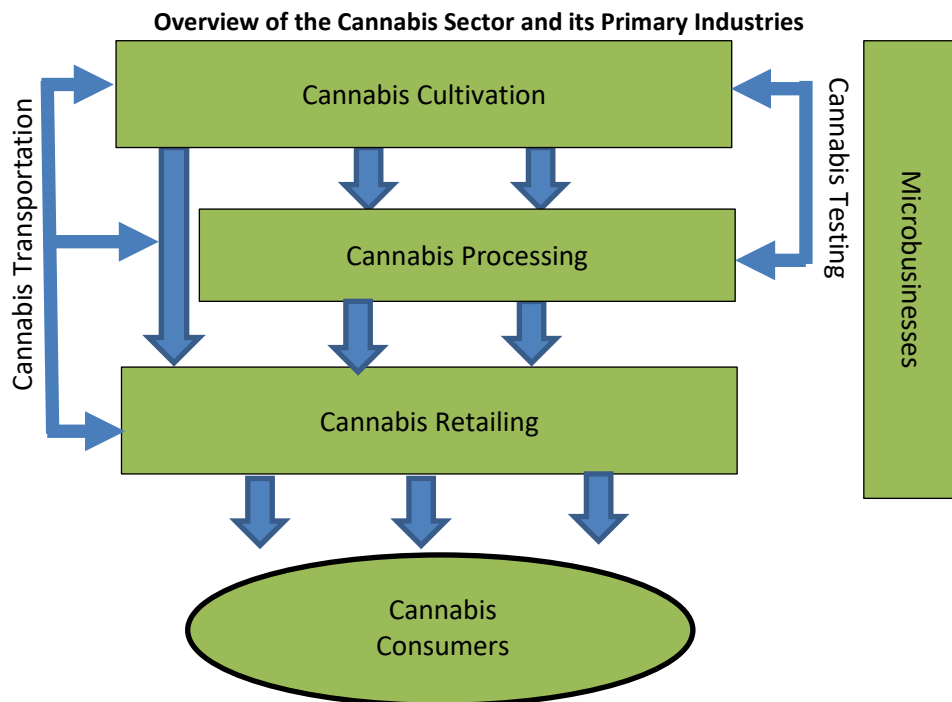 Overview of the Cannabis Sector and its Primary Industries
Cannabis Cultivation
Cannabis Transportation
Cannabis Testing
Microbusinesses
Cannabis Processing
Cannabis Retailing
Cannabis
Consumers